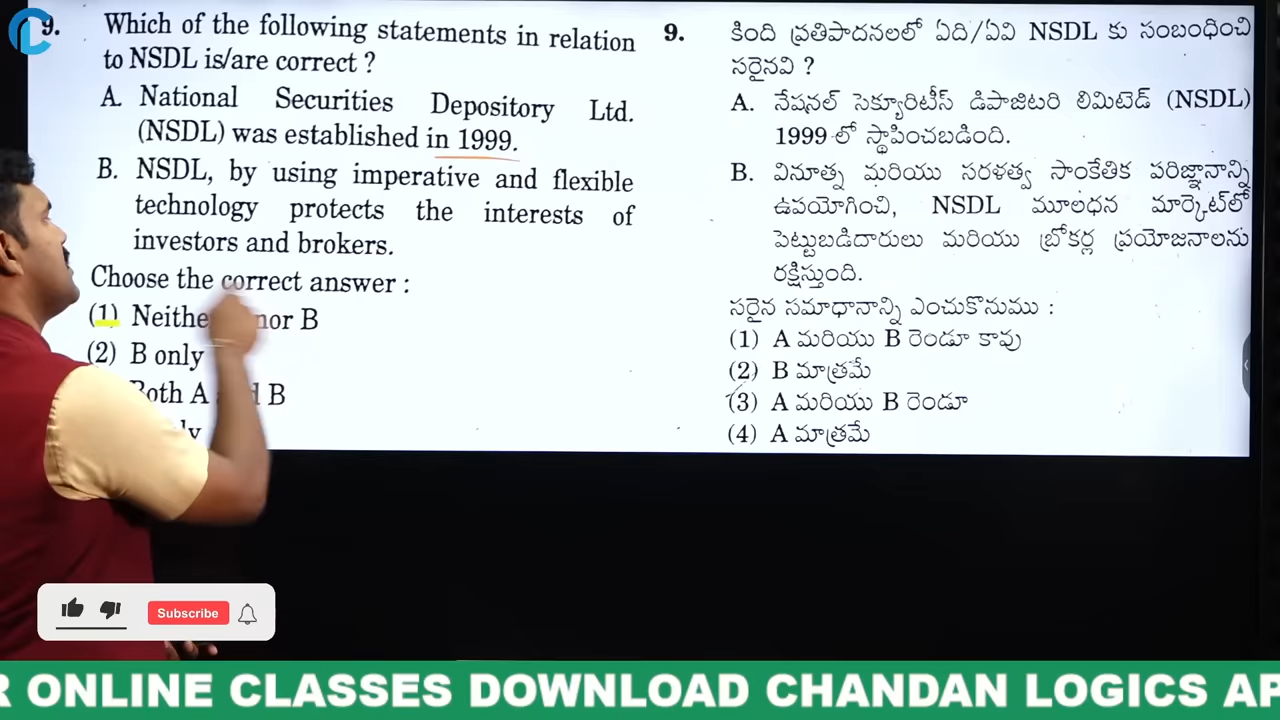 9.
Which of the following statements in relation
to NSDL is/are correct ?
A. National Securities Depository Ltd.
(NSDL) was established in 1999.
B. NSDL, by using imperative and flexible
technology protects the interests of
investors and brokers.
Choose the correct answer :
(1) nor B
(2) B only
B
9. కింది ప్రతిపాదనలలో ఏది/ఏవి NSDL కు సంబంధించి
సరైనవి ?
A. నేషనల్ సెక్యూరిటీస్ డిపాజిటరి లిమిటెడ్ (NSDL)
1999 లో స్థాపించబడింది.
B. వినూత్న మరియు సరళత్వ సాంకేతిక పరిజ్ఞానాన్ని
ఉపయోగించి, NSDL మూలధన మార్కెట్‌లో
పెట్టుబడిదారులు మరియు బ్రోకర్ల ప్రయోజనాలను
రక్షిస్తుంది.
సరైన సమాధానాన్ని ఎంచుకొనుము :
(1) A మరియు B రెండూ కావు
(2) B మాత్రమే
(3) A మరియు B రెండూ
(4) A మాత్రమే
Subscribe
ONLINE CLASSES DOWNLOAD CHANDAN LOGICS